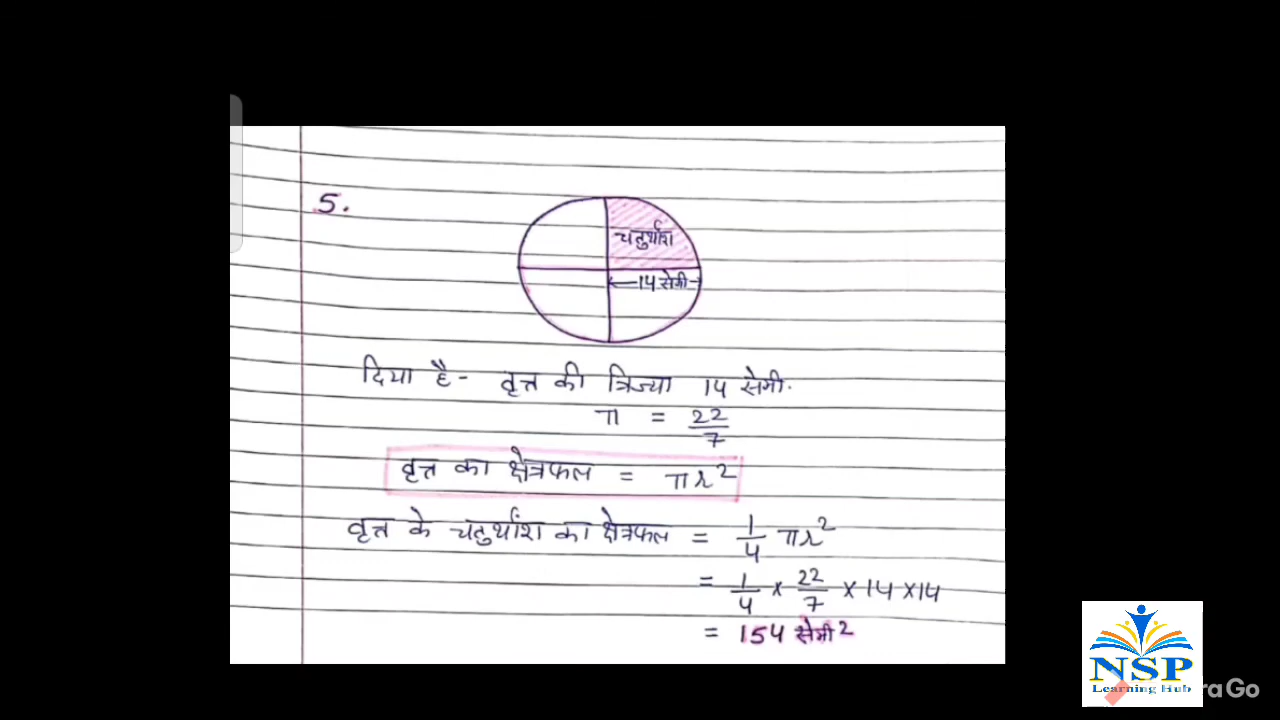 5.
चतुर्थांश
14 सेमी
दिया है - वृत्त की त्रिज्या 14 सेमी.
π = 22/7
वृत्त का क्षेत्रफल = πr²
वृत्त के चतुर्थांश का क्षेत्रफल = 1/4 πr²
= 1/4 × 22/7 × 14 × 14
= 154 सेमी²
NSP
Learning Hub
raGo